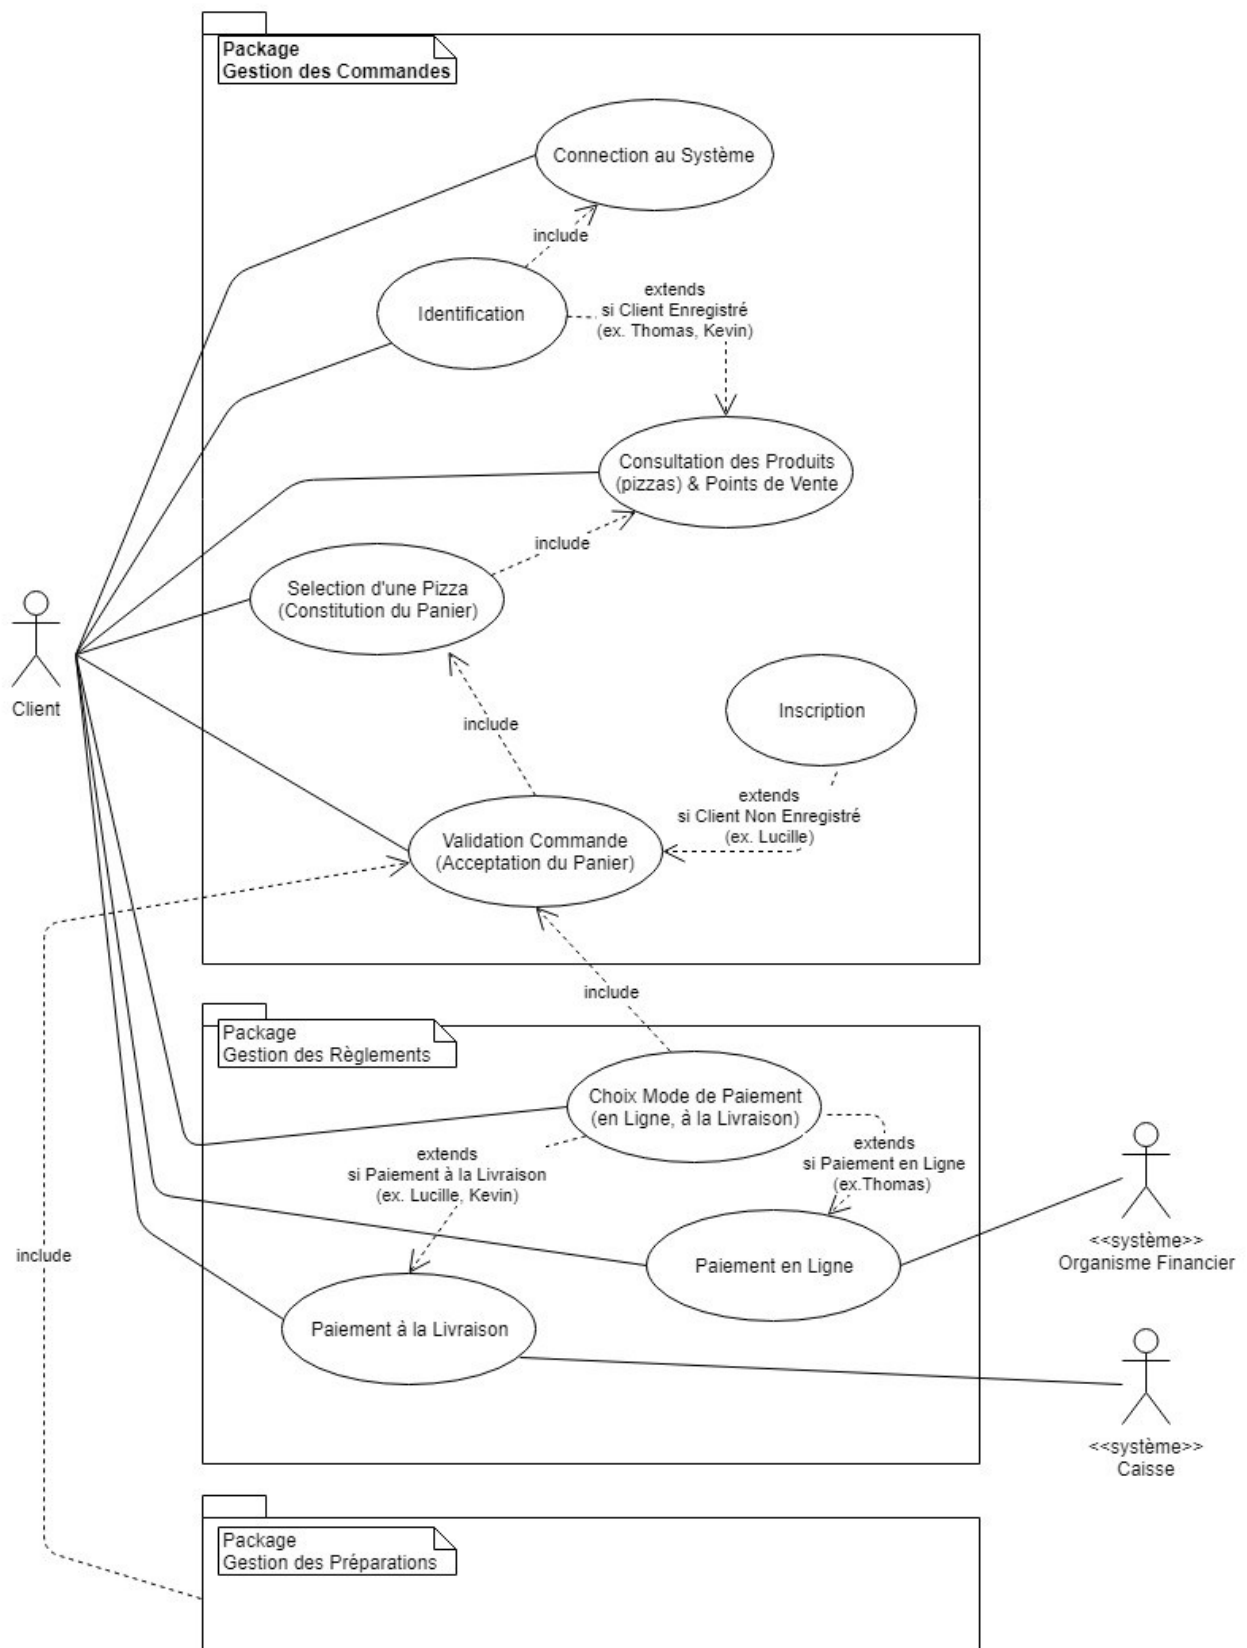 Package
Gestion des Commandes
Connection au Système
include
Identification
extends
si Client Enregistré
(ex. Thomas, Kevin)
Consultation des Produits
(pizzas) & Points de Vente
include
Selection d'une Pizza
(Constitution du Panier)
Client
include
Inscription
extends
si Client Non Enregistré
(ex. Lucille)
Validation Commande
(Acceptation du Panier)
include
Package
Gestion des Règlements
Choix Mode de Paiement
(en Ligne, à la Livraison)
extends
si Paiement à la Livraison
(ex. Lucille, Kevin)
extends
si Paiement en Ligne
(ex.Thomas)
<<système>>
Organisme Financier
include
Paiement en Ligne
Paiement à la Livraison
<<système>>
Caisse
Package
Gestion des Préparations